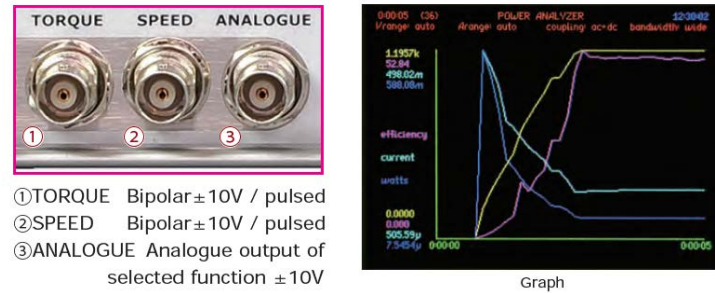 TORQUE SPEED ANALOGUE
① ② ③
①TORQUE Bipolar±10V / pulsed
②SPEED Bipolar±10V / pulsed
③ANALOGUE Analogue output of
selected function ±10V
0:00:05 (36) POWER ANALYZER 12:30:02
Vrange: auto Arange: auto coupling: ac+dc bandwidth: wide
1.1957k
52.84
498.02m
588.08m
efficiency
current
watts
0.0000
0.000
505.59µ
7.5454µ
0:00:00 0:00:05
Graph